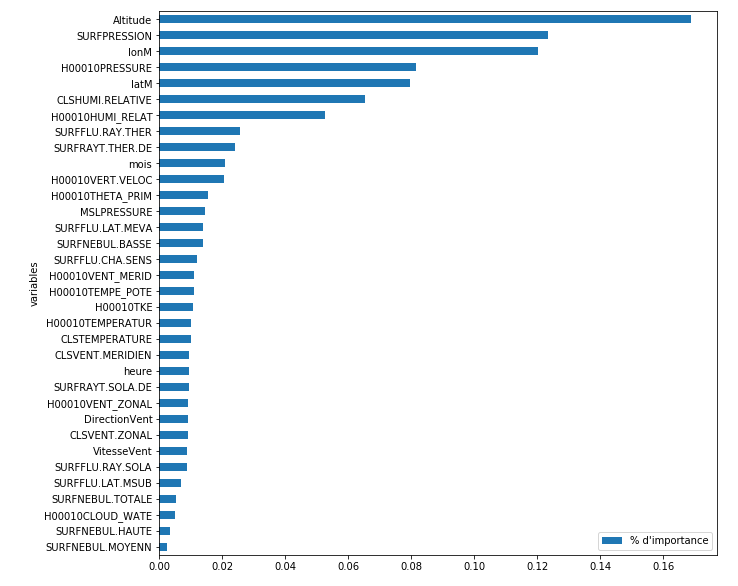 Altitude
SURFPRESSION
lonM
H00010PRESSURE
latM
CLSHUMI.RELATIVE
H00010HUMI_RELAT
SURFFLU.RAY.THER
SURFRAYT.THER.DE
mois
H00010VERT.VELOC
H00010THETA_PRIM
MSLPRESSURE
SURFFLU.LAT.MEVA
SURFNEBUL.BASSE
SURFFLU.CHA.SENS
H00010VENT_MERID
H00010TEMPE_POTE
H00010TKE
H00010TEMPERATUR
CLSTEMPERATURE
CLSVENT.MERIDIEN
heure
SURFRAYT.SOLA.DE
H00010VENT_ZONAL
DirectionVent
CLSVENT.ZONAL
VitesseVent
SURFFLU.RAY.SOLA
SURFFLU.LAT.MSUB
SURFNEBUL.TOTALE
H00010CLOUD_WATE
SURFNEBUL.HAUTE
SURFNEBUL.MOYENN
variables
% d'importance
0.00 0.02 0.04 0.06 0.08 0.10 0.12 0.14 0.16